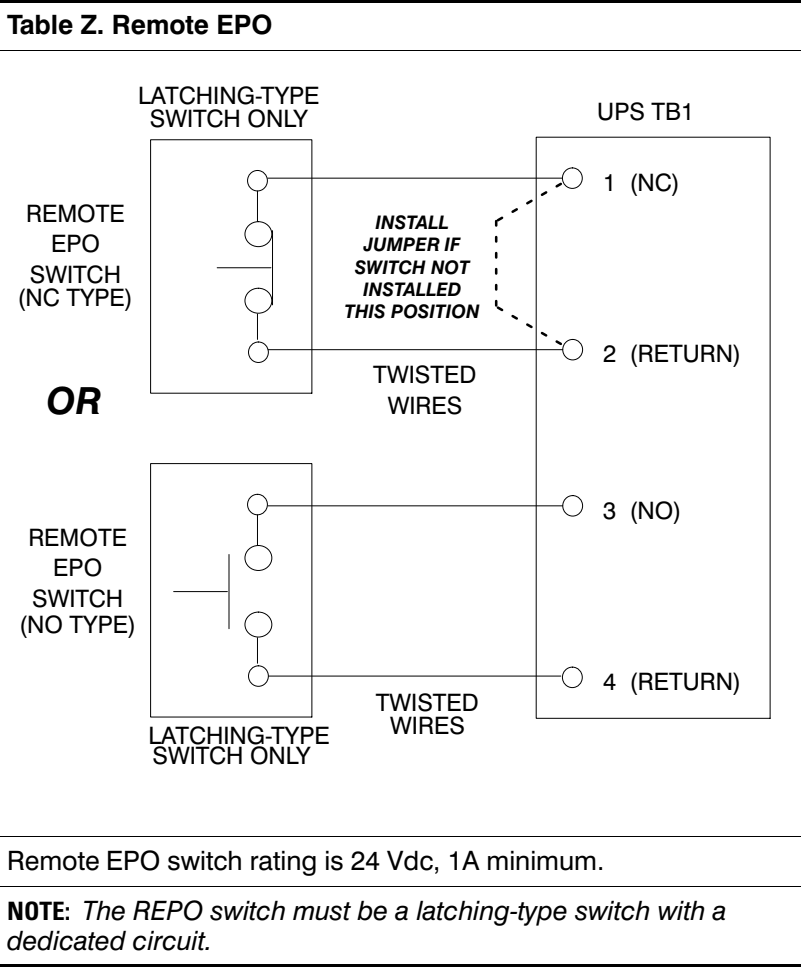 Table Z. Remote EPO
LATCHING-TYPE
SWITCH ONLY
UPS TB1
REMOTE
EPO
SWITCH
(NC TYPE)
INSTALL
JUMPER IF
SWITCH NOT
INSTALLED
THIS POSITION
1 (NC)
2 (RETURN)
TWISTED
WIRES
OR
REMOTE
EPO
SWITCH
(NO TYPE)
3 (NO)
4 (RETURN)
TWISTED
WIRES
LATCHING-TYPE
SWITCH ONLY
Remote EPO switch rating is 24 Vdc, 1A minimum.
NOTE: The REPO switch must be a latching-type switch with a
dedicated circuit.